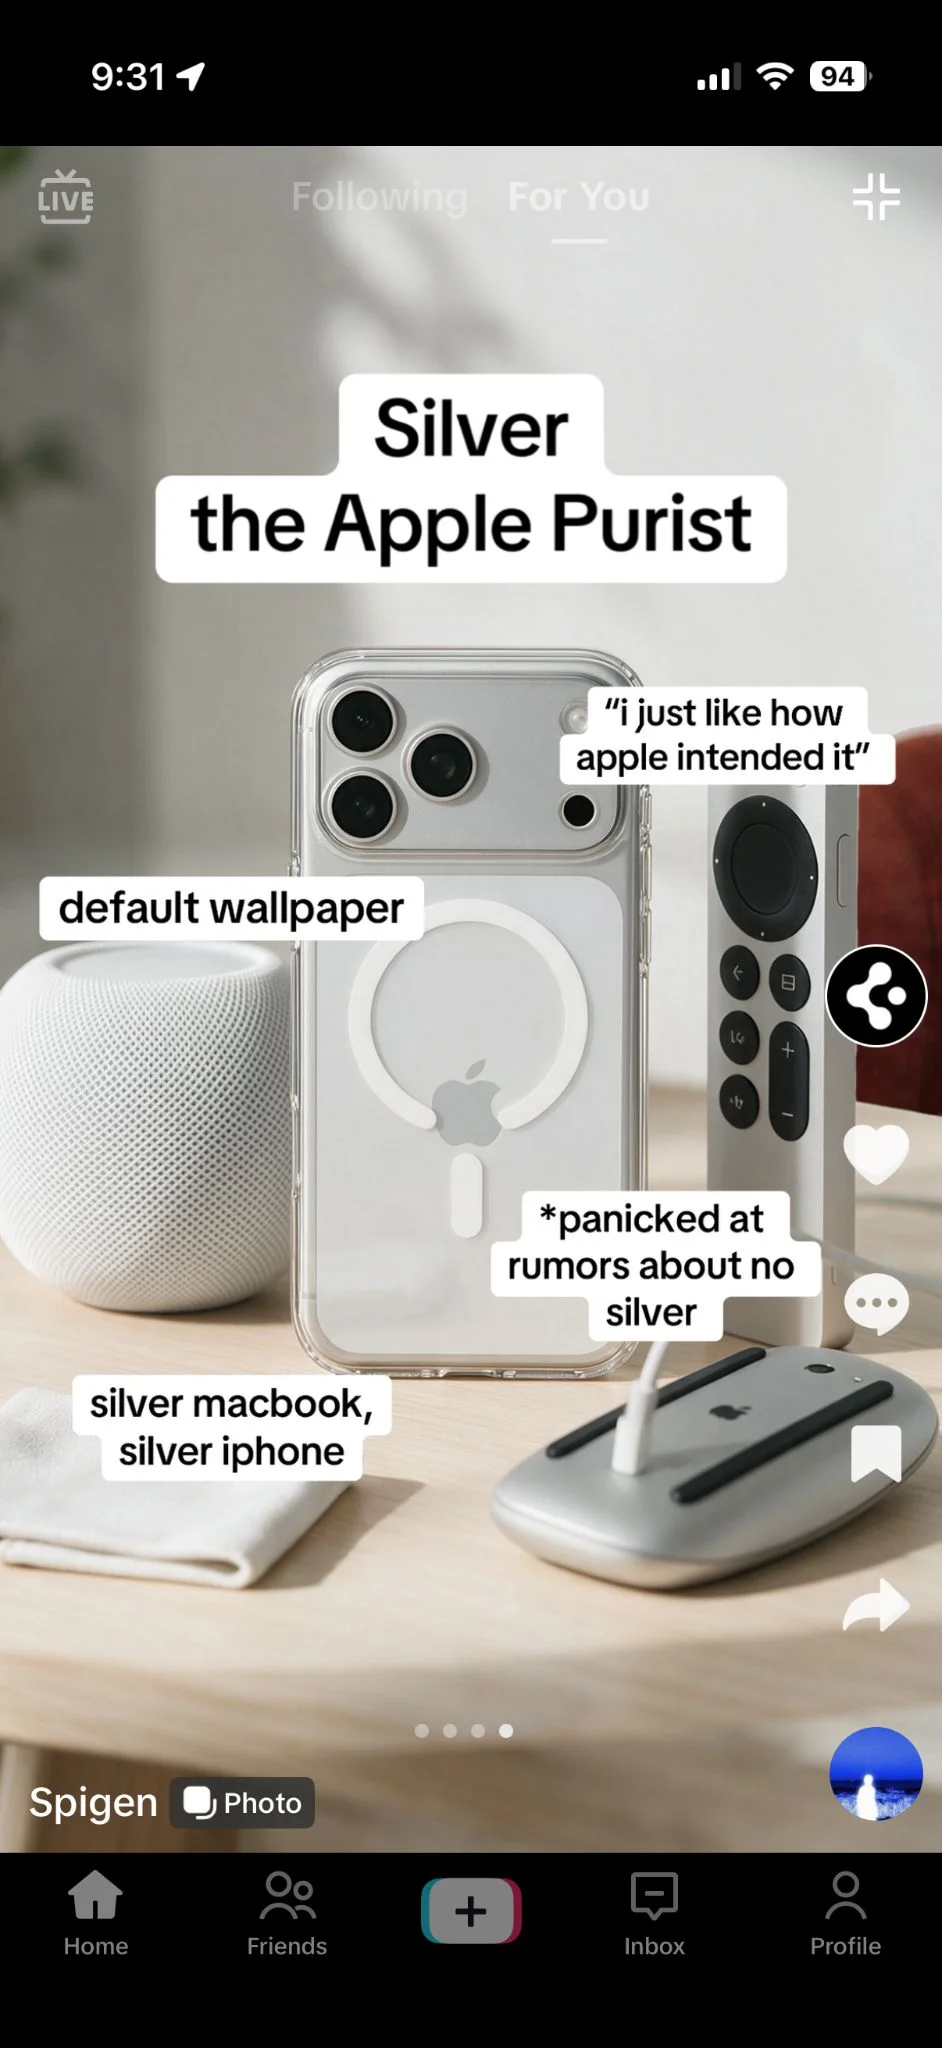 9:31
94
LIVE
Following
For You
Silver
the Apple Purist
“i just like how
apple intended it”
default wallpaper
*panicked at
rumors about no
silver
silver macbook,
silver iphone
Spigen
Photo
Home
Friends
Inbox
Profile